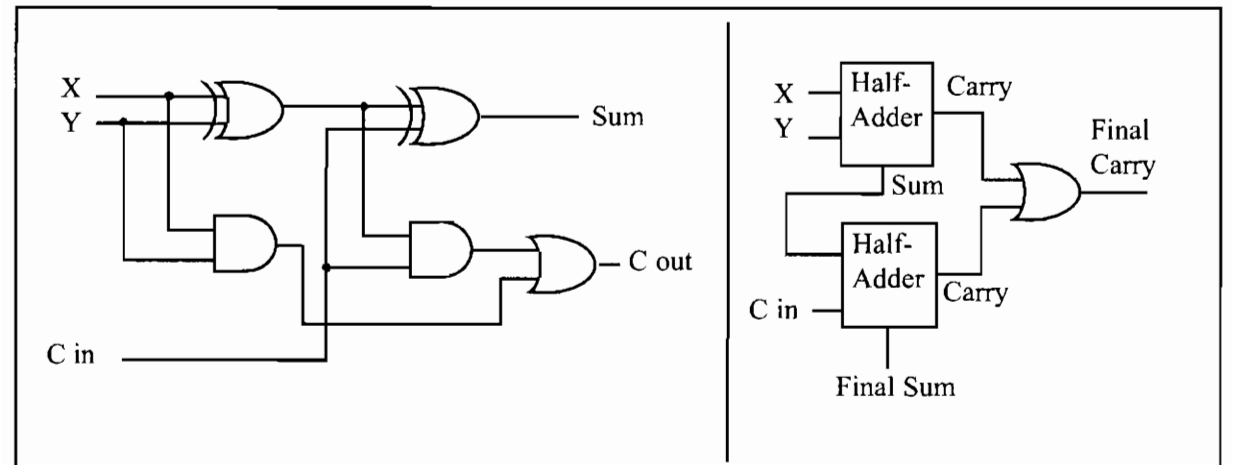 X
Y
Sum
C out
C in
X
Y
Half-
Adder
Carry
Final
Carry
Sum
Half-
Adder
Carry
C in
Final Sum